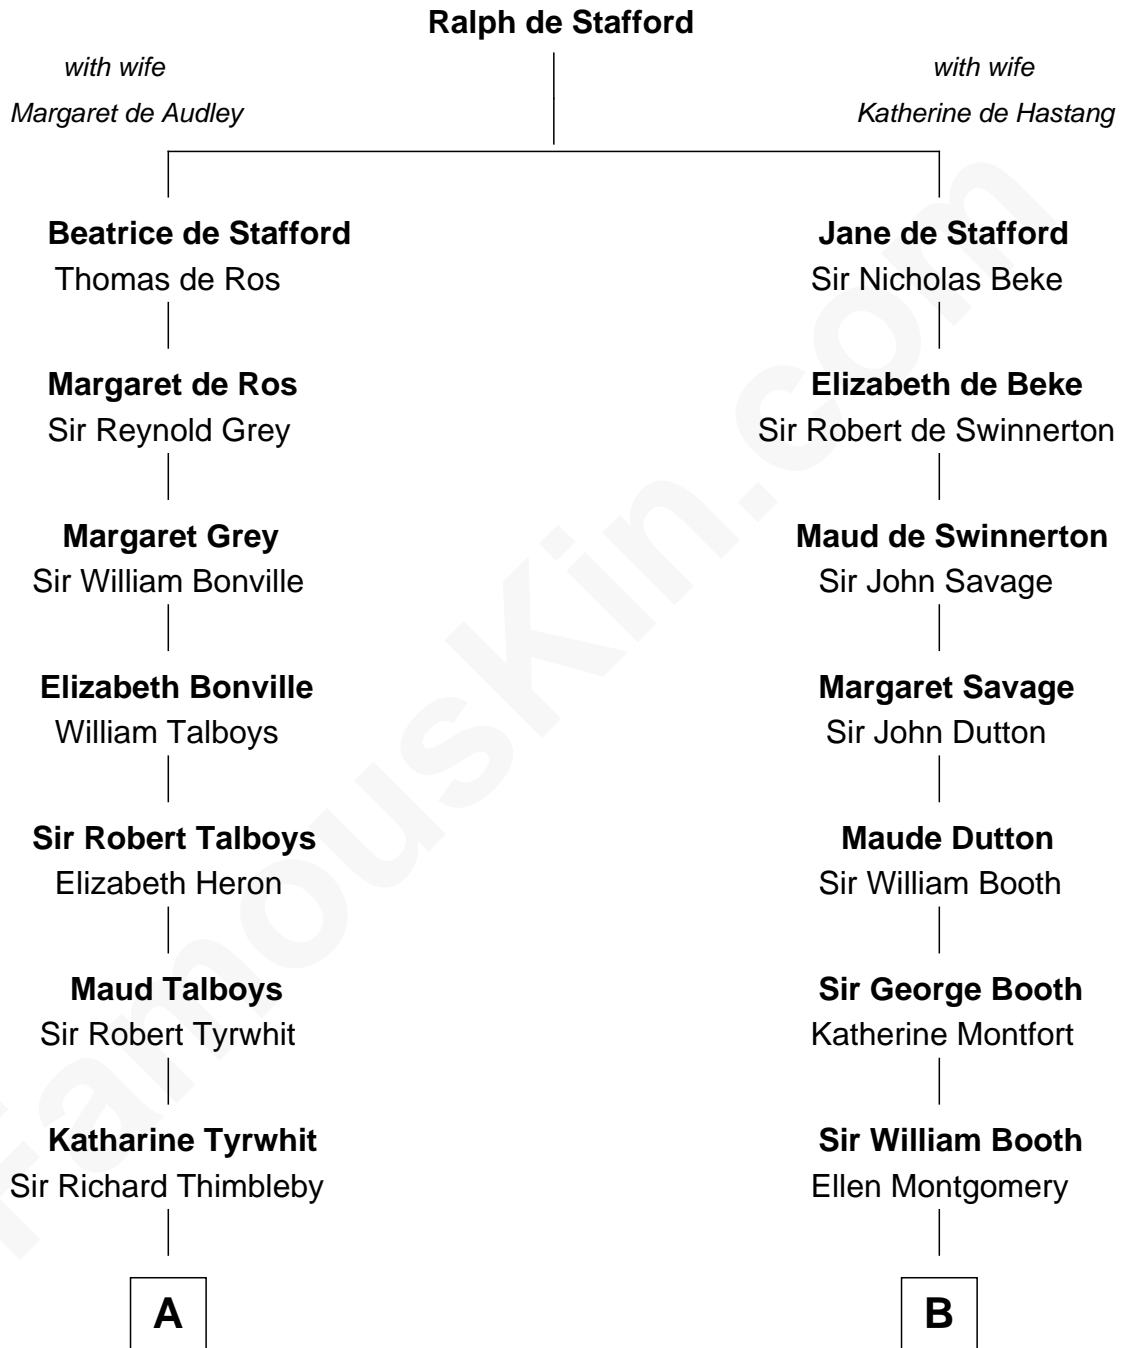 Ralph de Stafford
with wife
Margaret de Audley
with wife
Katherine de Hastang
Beatrice de Stafford
Thomas de Ros
Jane de Stafford
Sir Nicholas Beke
Margaret de Ros
Sir Reynold Grey
Elizabeth de Beke
Sir Robert de Swinnerton
Margaret Grey
Sir William Bonville
Maud de Swinnerton
Sir John Savage
Elizabeth Bonville
William Talboys
Margaret Savage
Sir John Dutton
Sir Robert Talboys
Elizabeth Heron
Maude Dutton
Sir William Booth
Maud Talboys
Sir Robert Tyrwhit
Sir George Booth
Katherine Montfort
Katharine Tyrwhit
Sir Richard Thimbleby
Sir William Booth
Ellen Montgomery
A
B
FamousKin.com